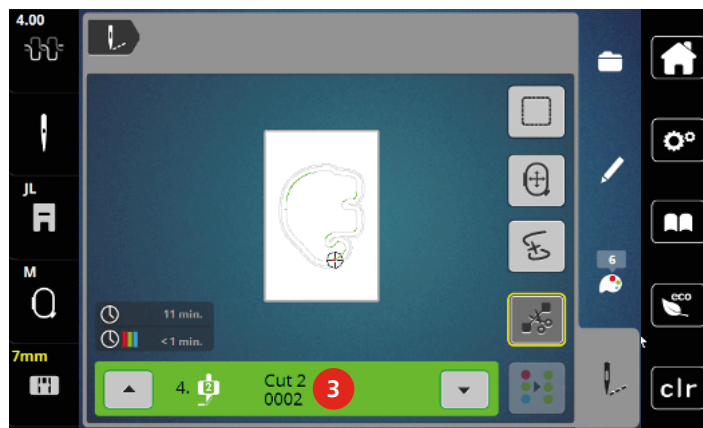 4.00
JL
M
7mm
11 min.
< 1 min.
4.
2
Cut 2
0002
3
6
eco
clr